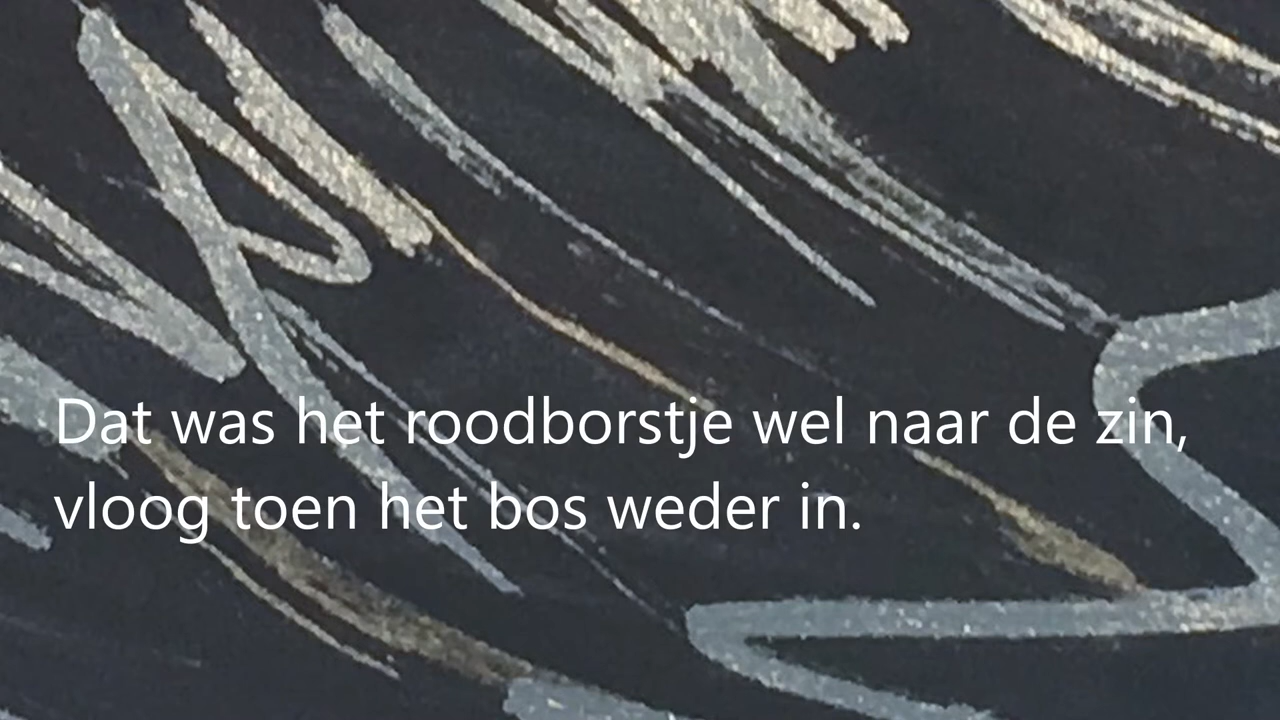 Dat was het roodborstje wel naar de zin,
vloog toen het bos weder in.